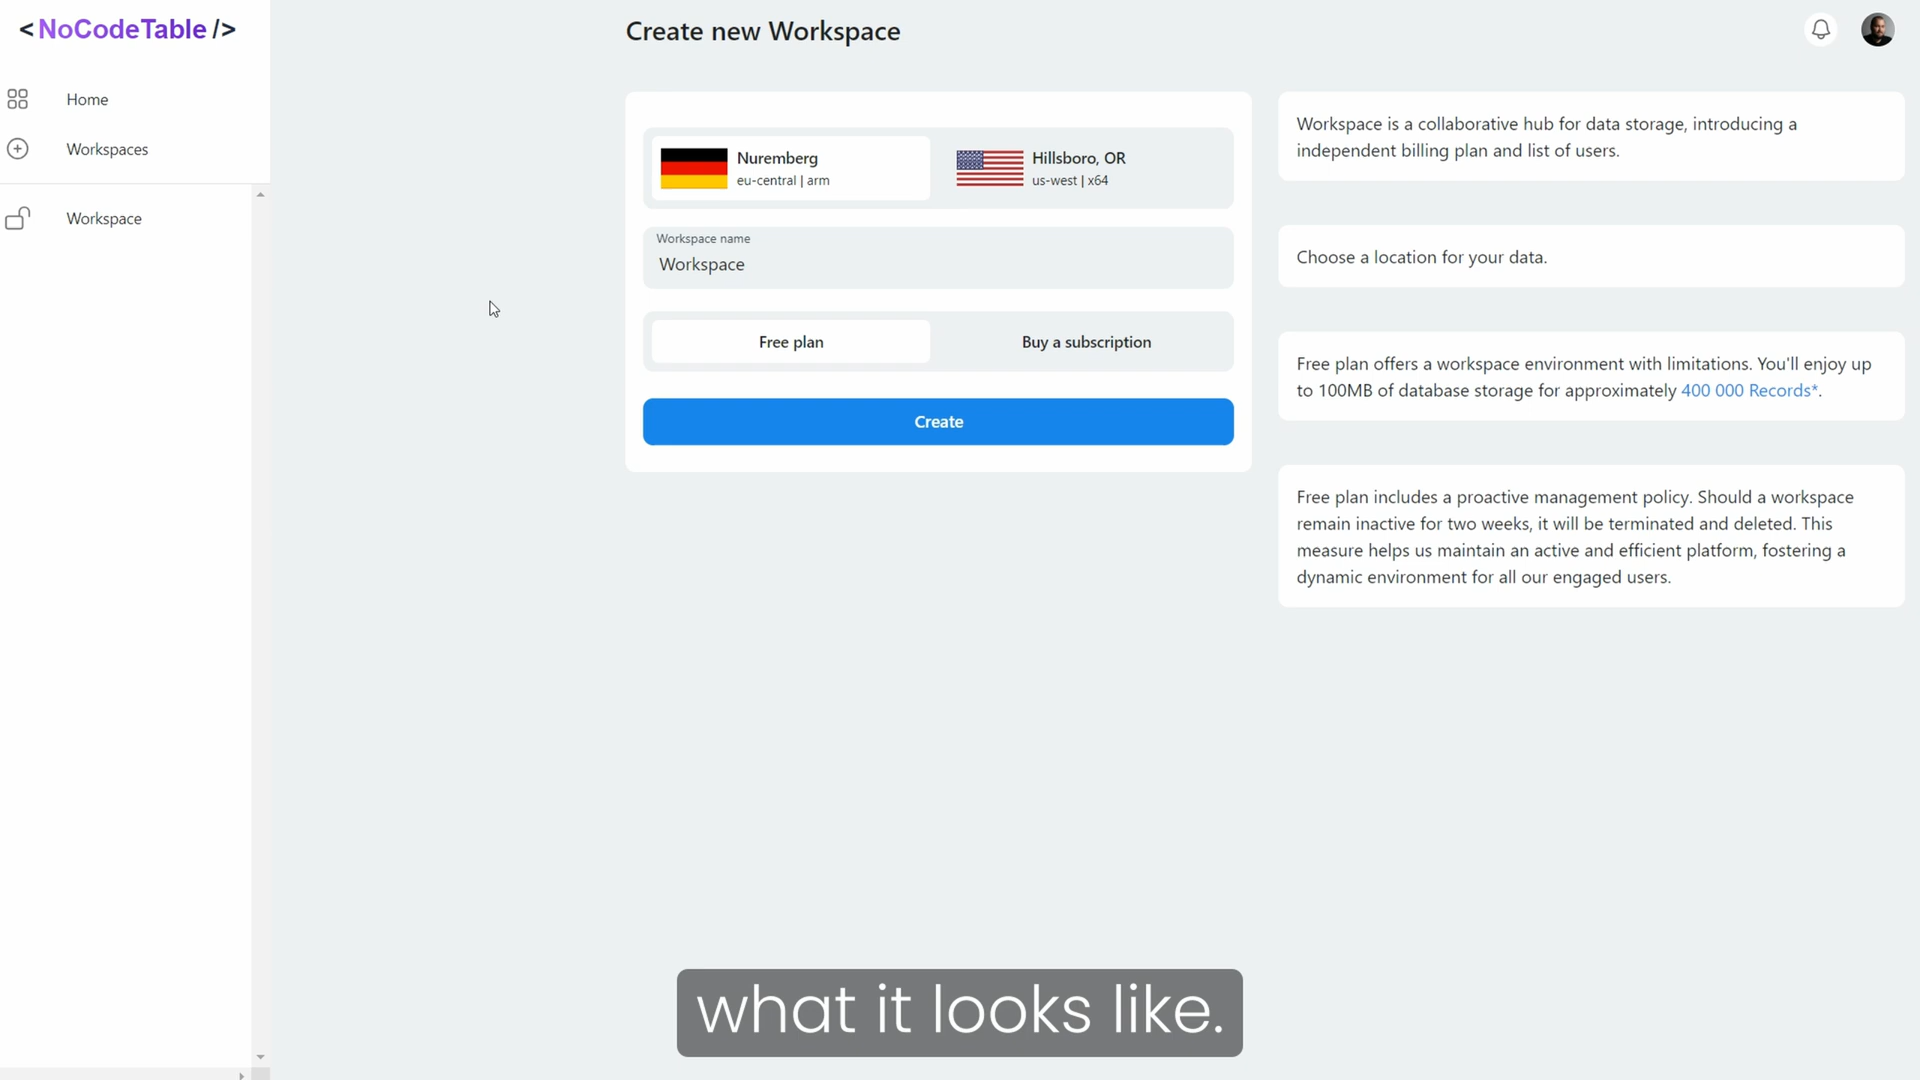 <NoCodeTable/>
Home
Workspaces
Workspace
Create new Workspace
Nuremberg
eu-central | arm
Hillsboro, OR
us-west | x64
Workspace name
Workspace
Free plan
Buy a subscription
Create
Workspace is a collaborative hub for data storage, introducing a
independent billing plan and list of users.
Choose a location for your data.
Free plan offers a workspace environment with limitations. You'll enjoy up
to 100MB of database storage for approximately 400 000 Records*.
Free plan includes a proactive management policy. Should a workspace
remain inactive for two weeks, it will be terminated and deleted. This
measure helps us maintain an active and efficient platform, fostering a
dynamic environment for all our engaged users.
what it looks like.